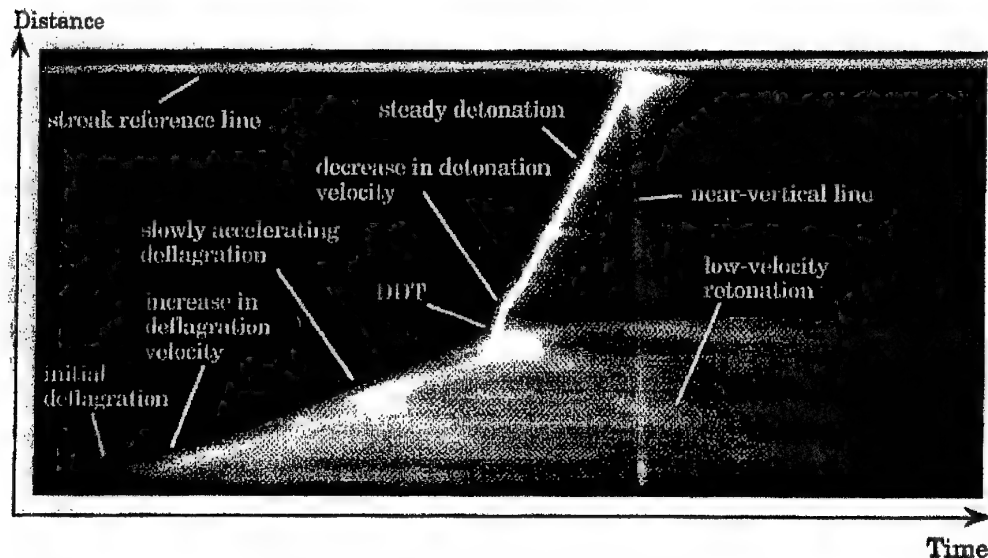 Distance
streak reference line
steady detonation
decrease in detonation
velocity
near-vertical line
slowly accelerating
deflagration
low-velocity
retonation
DDT
increase in
deflagration
velocity
initial
deflagration
Time